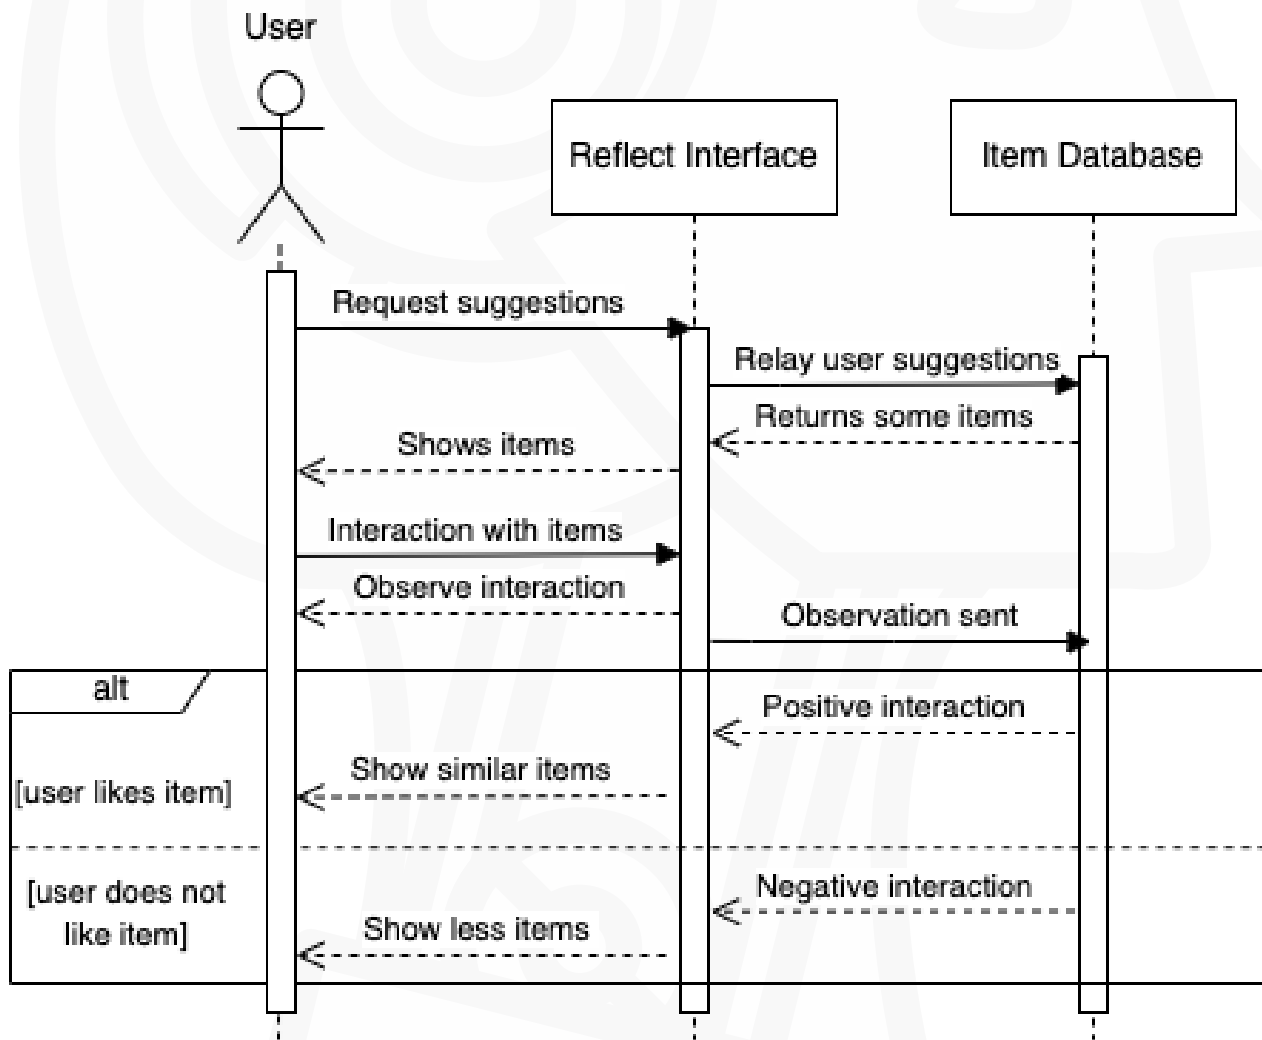 User
Reflect Interface
Item Database
Request suggestions
Relay user suggestions
Returns some items
Shows items
Interaction with items
Observe interaction
Observation sent
alt
Positive interaction
Show similar items
[user likes item]
Negative interaction
[user does not
like item]
Show less items